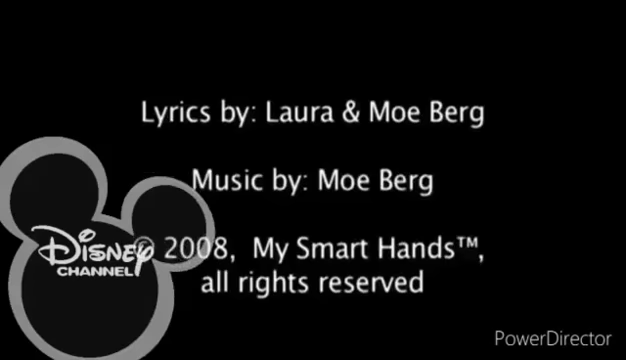 Lyrics by: Laura & Moe Berg
Music by: Moe Berg
© 2008, My Smart Hands™,
all rights reserved
DISNEY
CHANNEL
PowerDirector